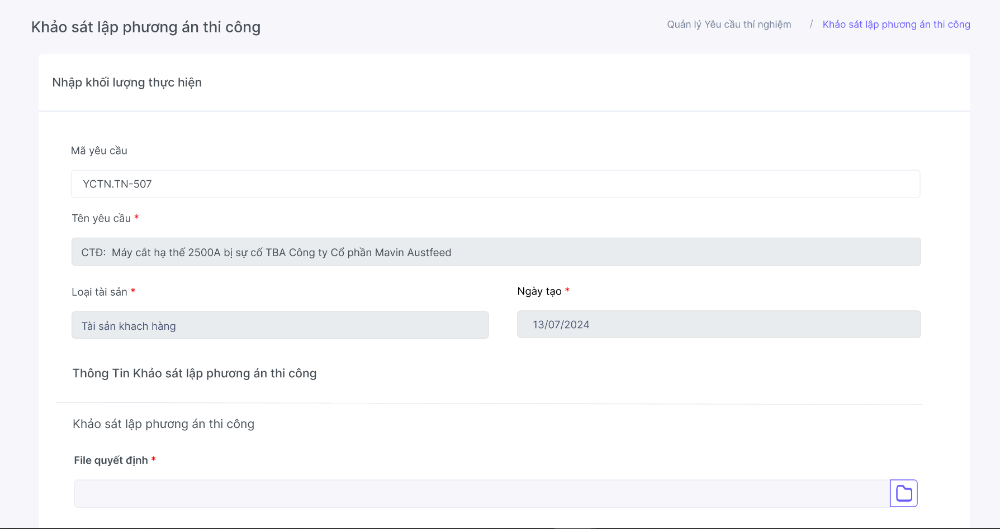 Khảo sát lập phương án thi công
Quản lý Yêu cầu thí nghiệm / Khảo sát lập phương án thi công
Nhập khối lượng thực hiện
Mã yêu cầu
YCTN.TN-507
Tên yêu cầu *
CTĐ: Máy cắt hạ thế 2500A bị sự cố TBA Công ty Cổ phần Mavin Austfeed
Loại tài sản *
Ngày tạo *
Tài sản khach hàng
13/07/2024
Thông Tin Khảo sát lập phương án thi công
Khảo sát lập phương án thi công
File quyết định *